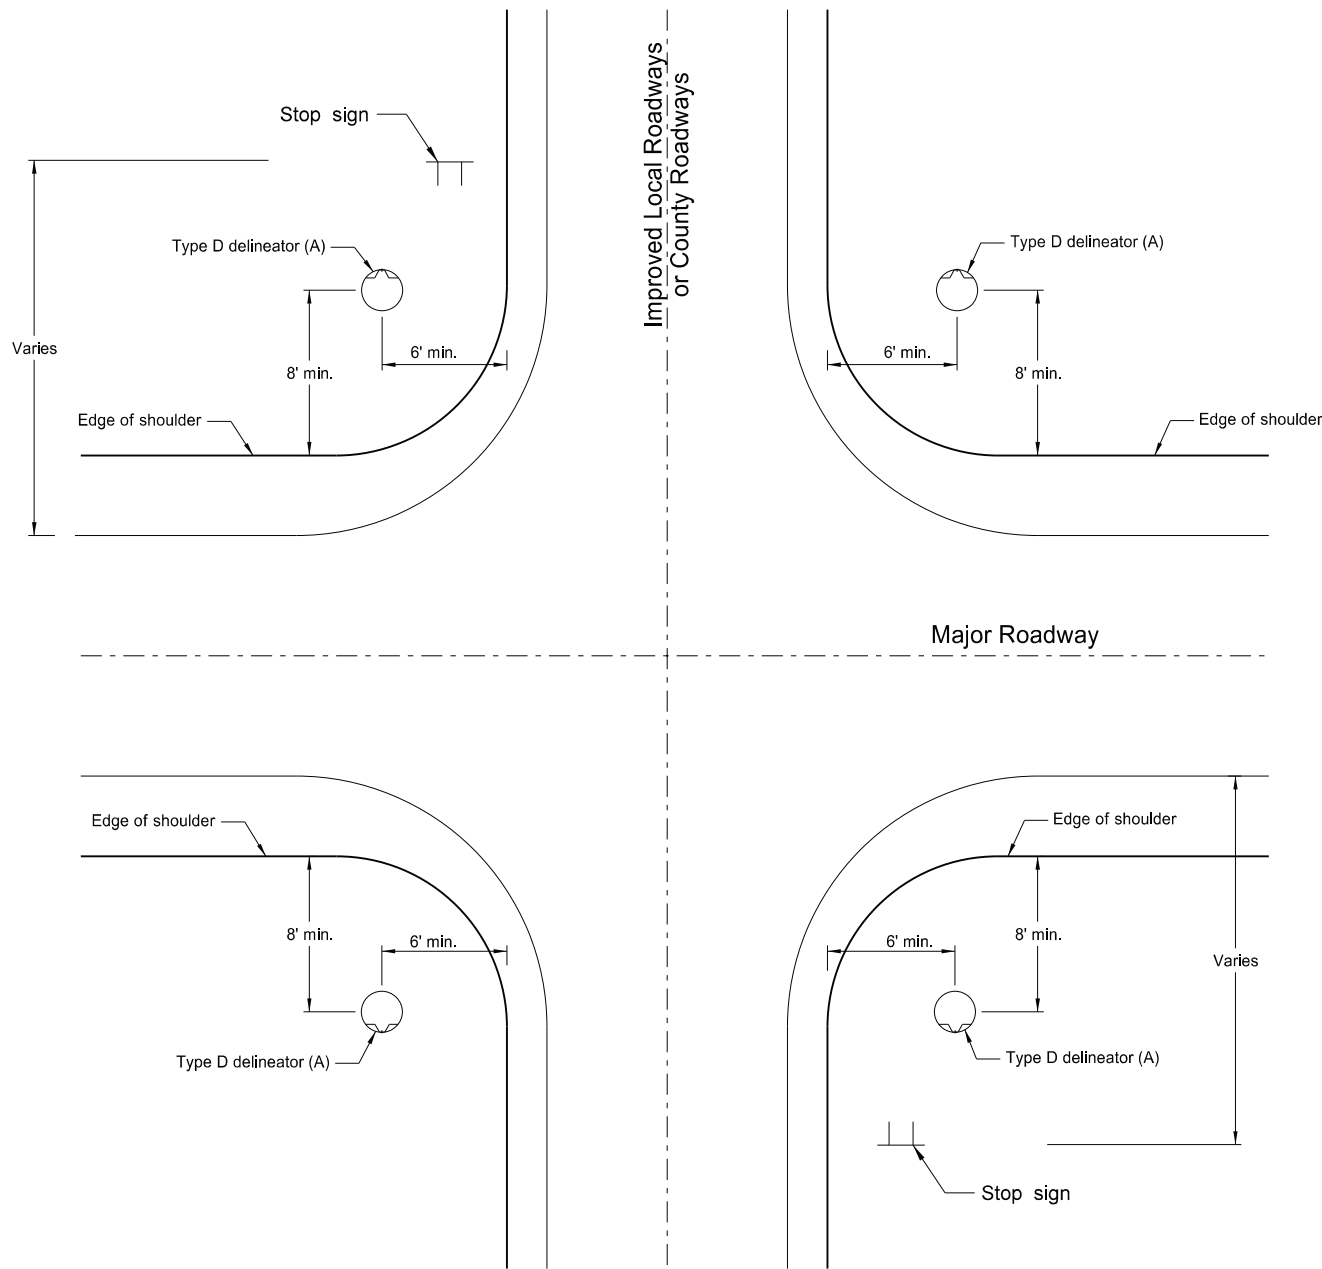 Improved Local Roadways
or County Roadways
Stop sign
Type D delineator (A)
Type D delineator (A)
Varies
6' min.
8' min.
6' min.
8' min.
Edge of shoulder
Edge of shoulder
Major Roadway
Edge of shoulder
Edge of shoulder
8' min.
6' min.
6' min.
8' min.
Varies
Type D delineator (A)
Type D delineator (A)
Stop sign